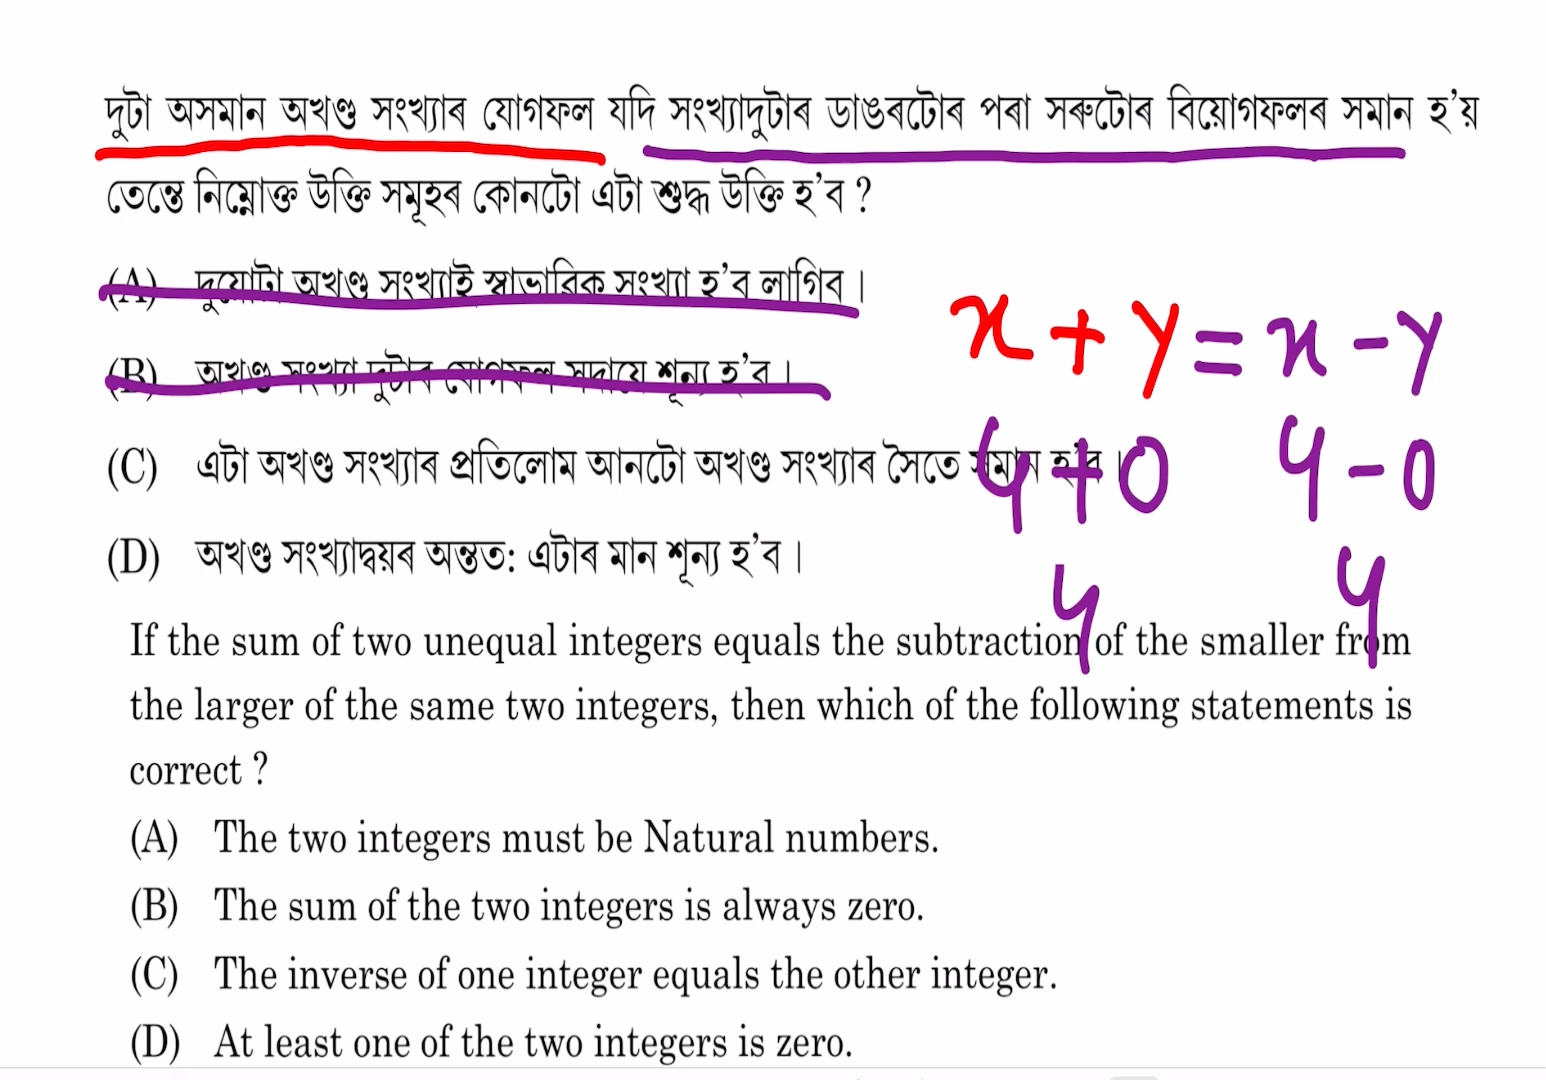 দুটা অসমান অখণ্ড সংখ্যাৰ যোগফল যদি সংখ্যাদুটাৰ ডাঙৰটোৰ পৰা সৰুটোৰ বিয়োগফলৰ সমান হ’য়
তেন্তে নিম্নোক্ত উক্তি সমূহৰ কোনটো এটা শুদ্ধ উক্তি হ’ব ?
(A) দুয়োটা অখণ্ড সংখ্যাই স্বাভাৱিক সংখ্যা হ’ব লাগিব ।
(B) অখণ্ড সংখ্যা দুটাৰ যোগফল সদায়ে শূন্য হ’ব ।
x + y = x - y
(C) এটা অখণ্ড সংখ্যাৰ প্ৰতিলোম আনটো অখণ্ড সংখ্যাৰ সৈতে সমান হ’ব ।
4 + 0 4 - 0
(D) অখণ্ড সংখ্যাদ্বয়ৰ অন্তত: এটাৰ মান শূন্য হ’ব ।
4 4
If the sum of two unequal integers equals the subtraction of the smaller from
the larger of the same two integers, then which of the following statements is
correct ?
(A) The two integers must be Natural numbers.
(B) The sum of the two integers is always zero.
(C) The inverse of one integer equals the other integer.
(D) At least one of the two integers is zero.